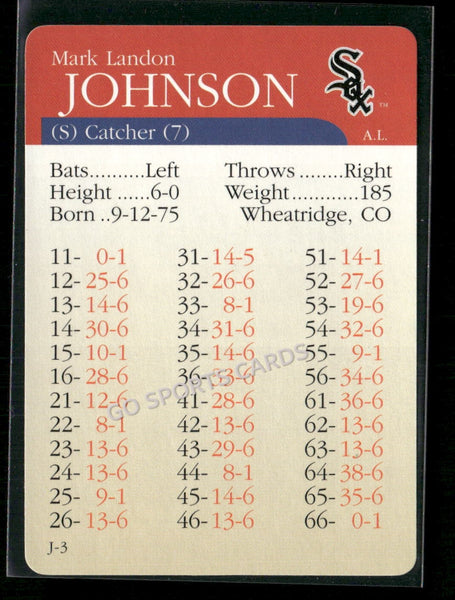 Mark Landon
JOHNSON
Sox
TM
(S) Catcher (7)
A.L.
Bats..........Left Throws........Right
Height ......6-0 Weight............185
Born ..9-12-75 Wheatridge, CO
11- 0-1 31-14-5 51-14-1
12- 25-6 32-26-6 52-27-6
13- 14-6 33- 8-1 53-19-6
14- 30-6 34-31-6 54-32-6
15- 10-1 35-14-6 55- 9-1
16- 28-6 36-13-6 56-34-6
21- 12-6 41-28-6 61-36-6
22- 8-1 42-13-6 62-33-6
23- 13-6 43-29-6 63-13-6
24- 13-6 44- 8-1 64-38-6
25- 9-1 45-14-6 65-35-6
26- 13-6 46-13-6 66- 0-1
GO SPORTS CARDS
J-3